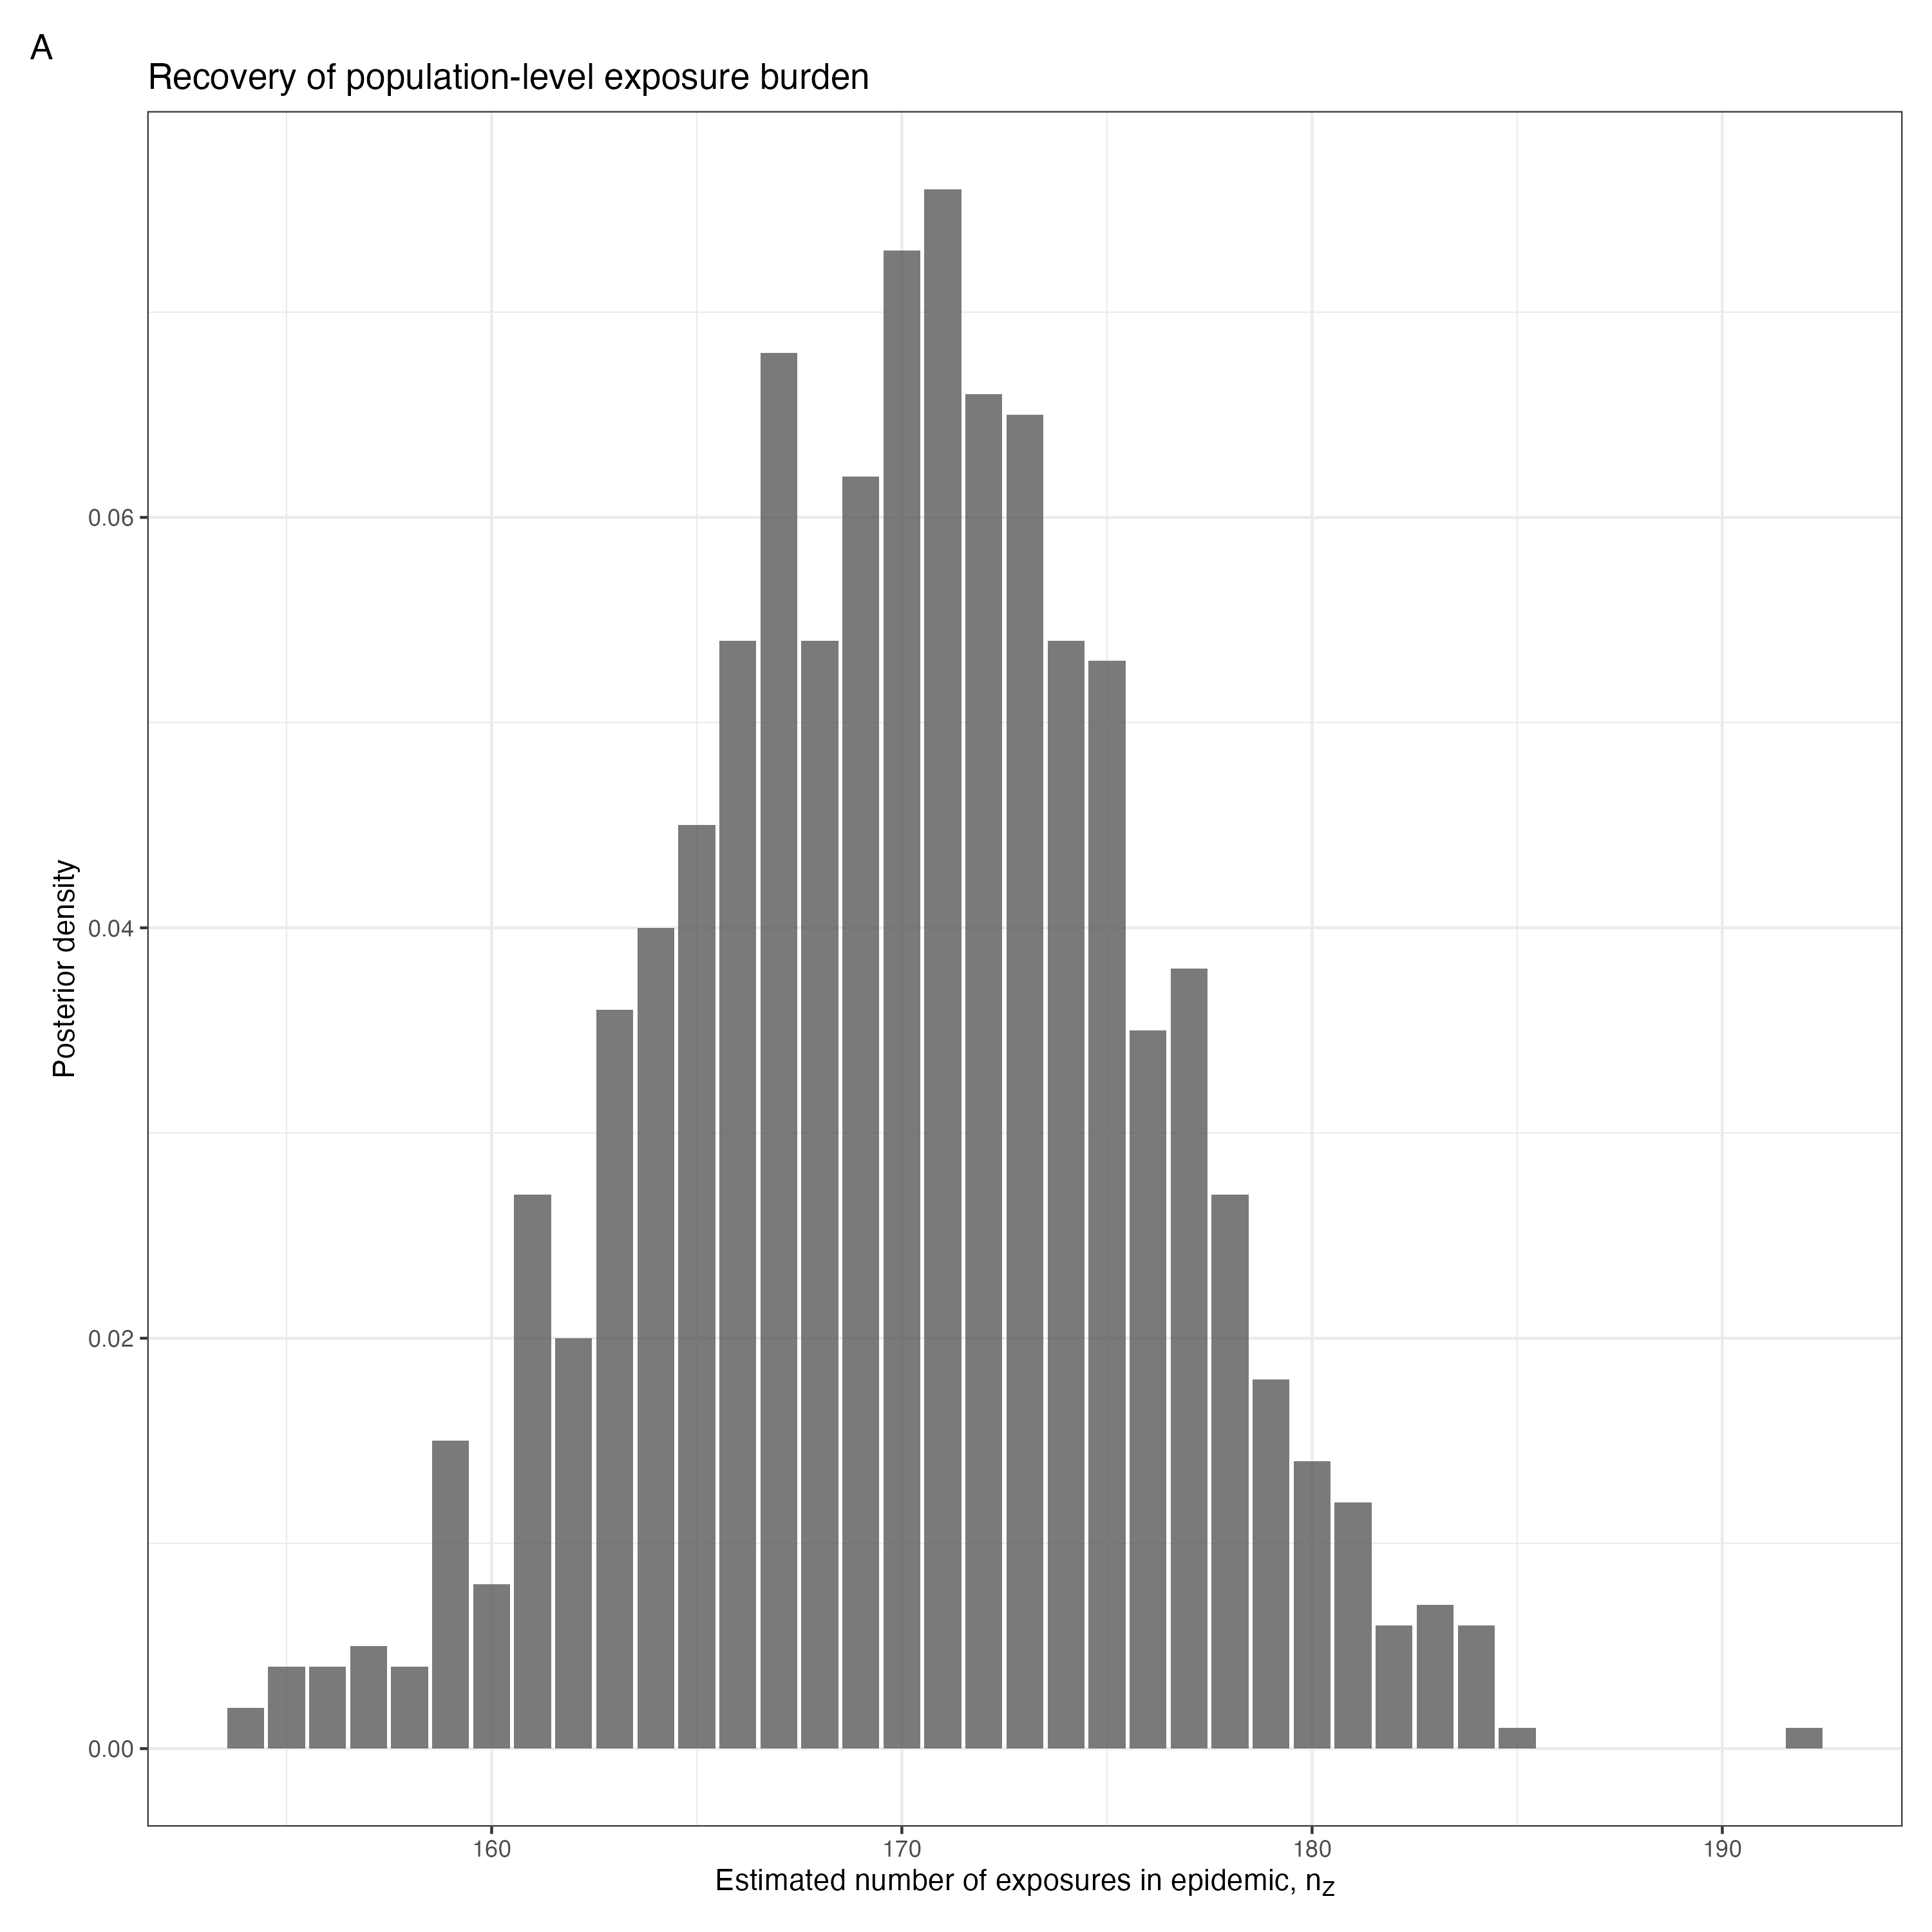 A
Recovery of population-level exposure burden
Posterior density
0.06
0.04
0.02
0.00
160 170 180 190
Estimated number of exposures in epidemic, nZ